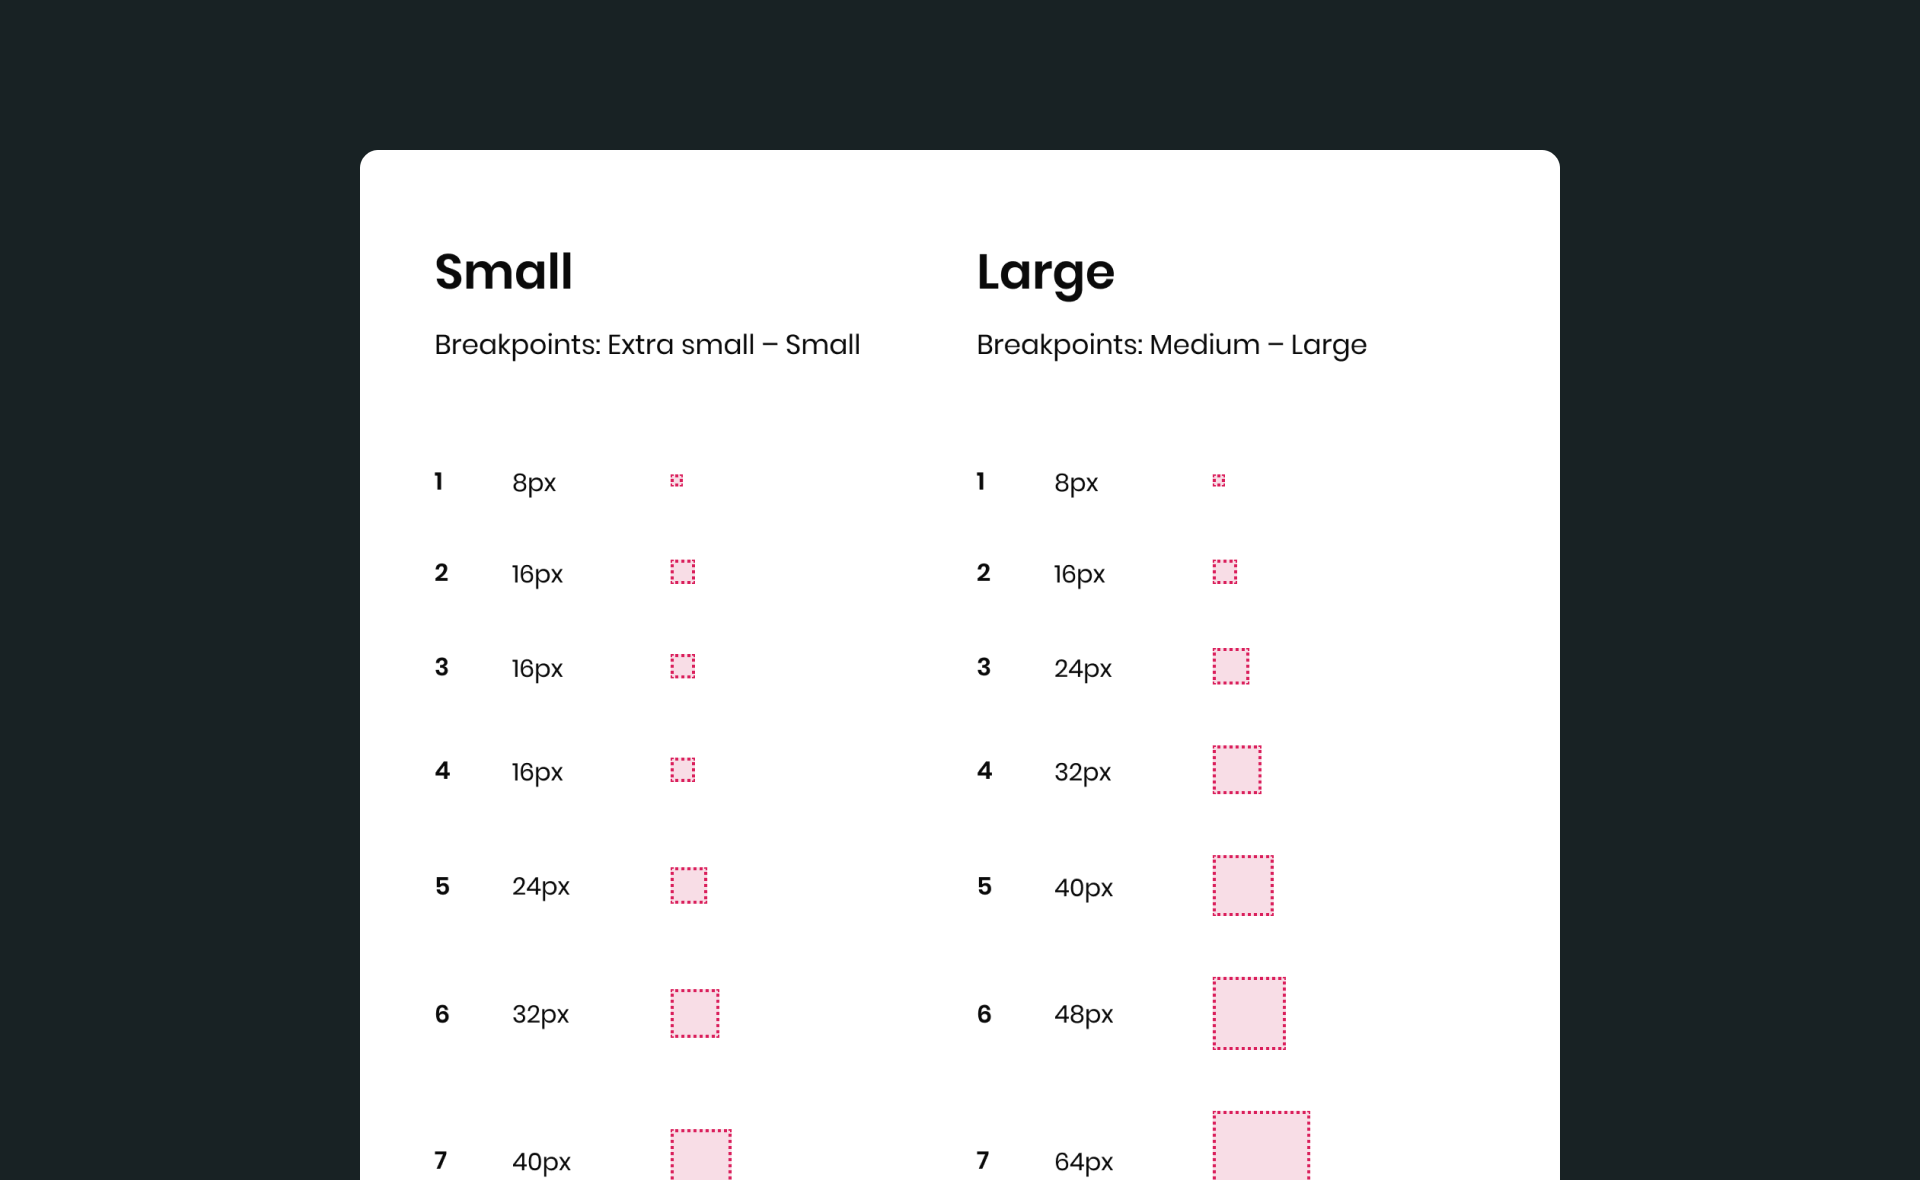 Small
Breakpoints: Extra small – Small
1 8px
2 16px
3 16px
4 16px
5 24px
6 32px
7 40px
Large
Breakpoints: Medium – Large
1 8px
2 16px
3 24px
4 32px
5 40px
6 48px
7 64px